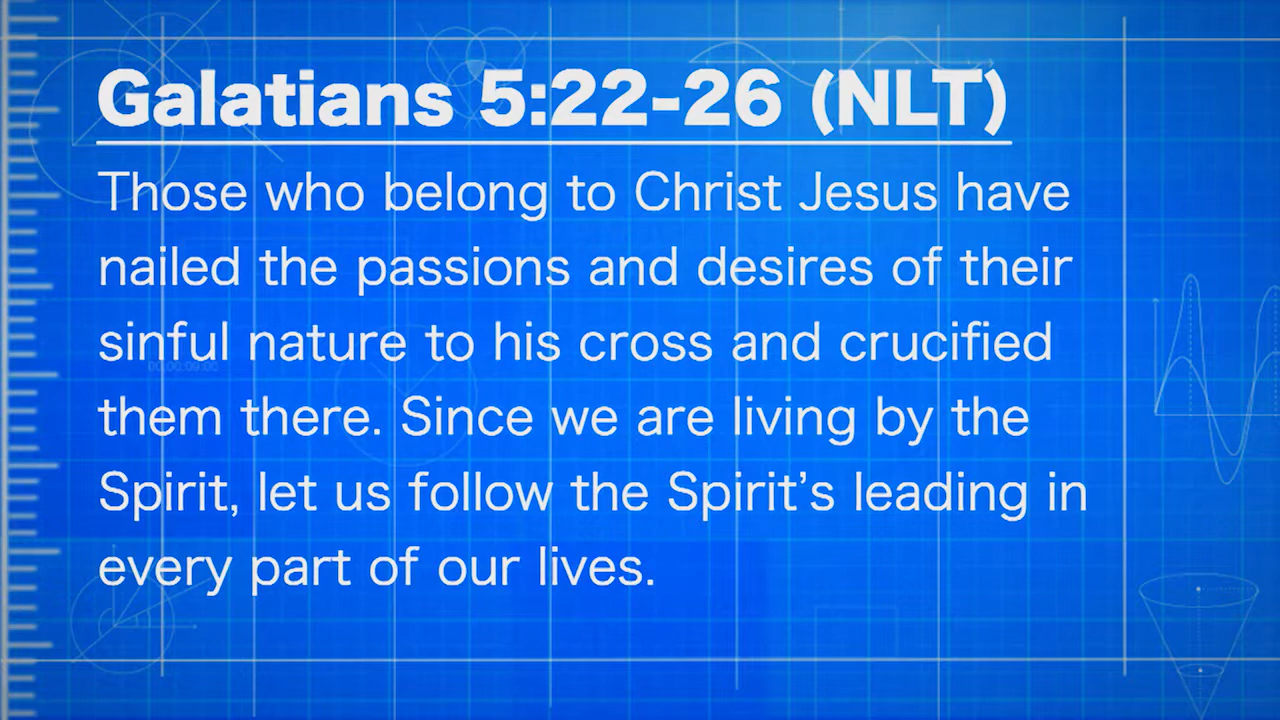 Galatians 5:22-26 (NLT)
Those who belong to Christ Jesus have
nailed the passions and desires of their
sinful nature to his cross and crucified
them there. Since we are living by the
Spirit, let us follow the Spirit’s leading in
every part of our lives.